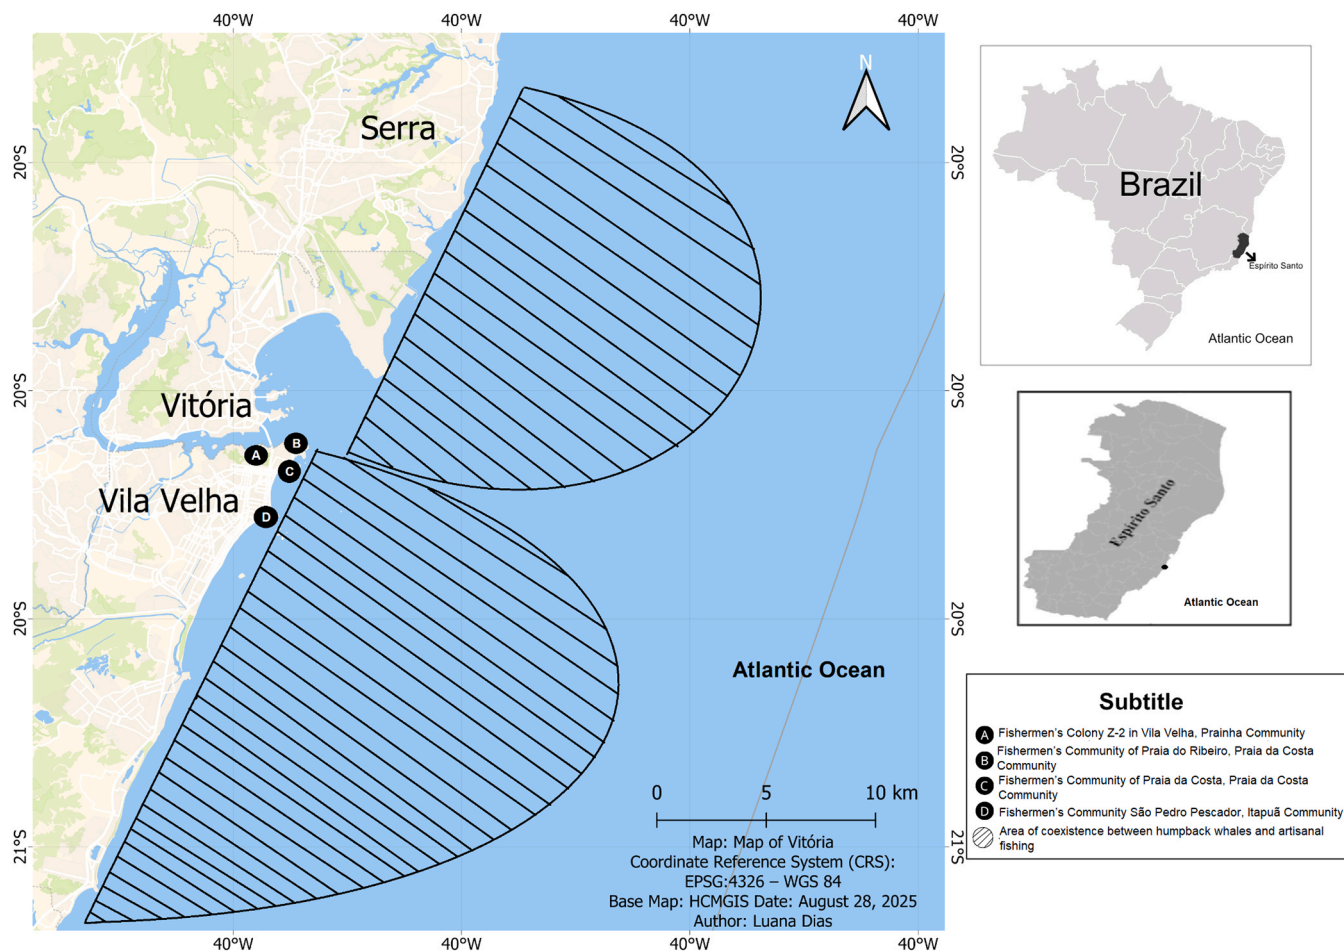 40°W 40°W 40°W 40°W
N
20°S
20°S
Serra
Brazil
Espírito Santo
Atlantic Ocean
20°S
20°S
Vitória
B
A
C
Vila Velha
D
Espírito Santo
Atlantic Ocean
20°S
20°S
Atlantic Ocean
Subtitle
A Fishermen's Colony Z-2 in Vila Velha, Prainha Community
B Fishermen's Community of Praia do Ribeiro, Praia da Costa
Community
C Fishermen's Community of Praia da Costa, Praia da Costa
Community
D Fishermen's Community São Pedro Pescador, Itapuã Community
Area of coexistence between humpback whales and artisanal
fishing
0 5 10 km
21°S
21°S
Map: Map of Vitória
Coordinate Reference System (CRS):
EPSG:4326 – WGS 84
Base Map: HCMGIS Date: August 28, 2025
Author: Luana Dias
40°W 40°W 40°W 40°W